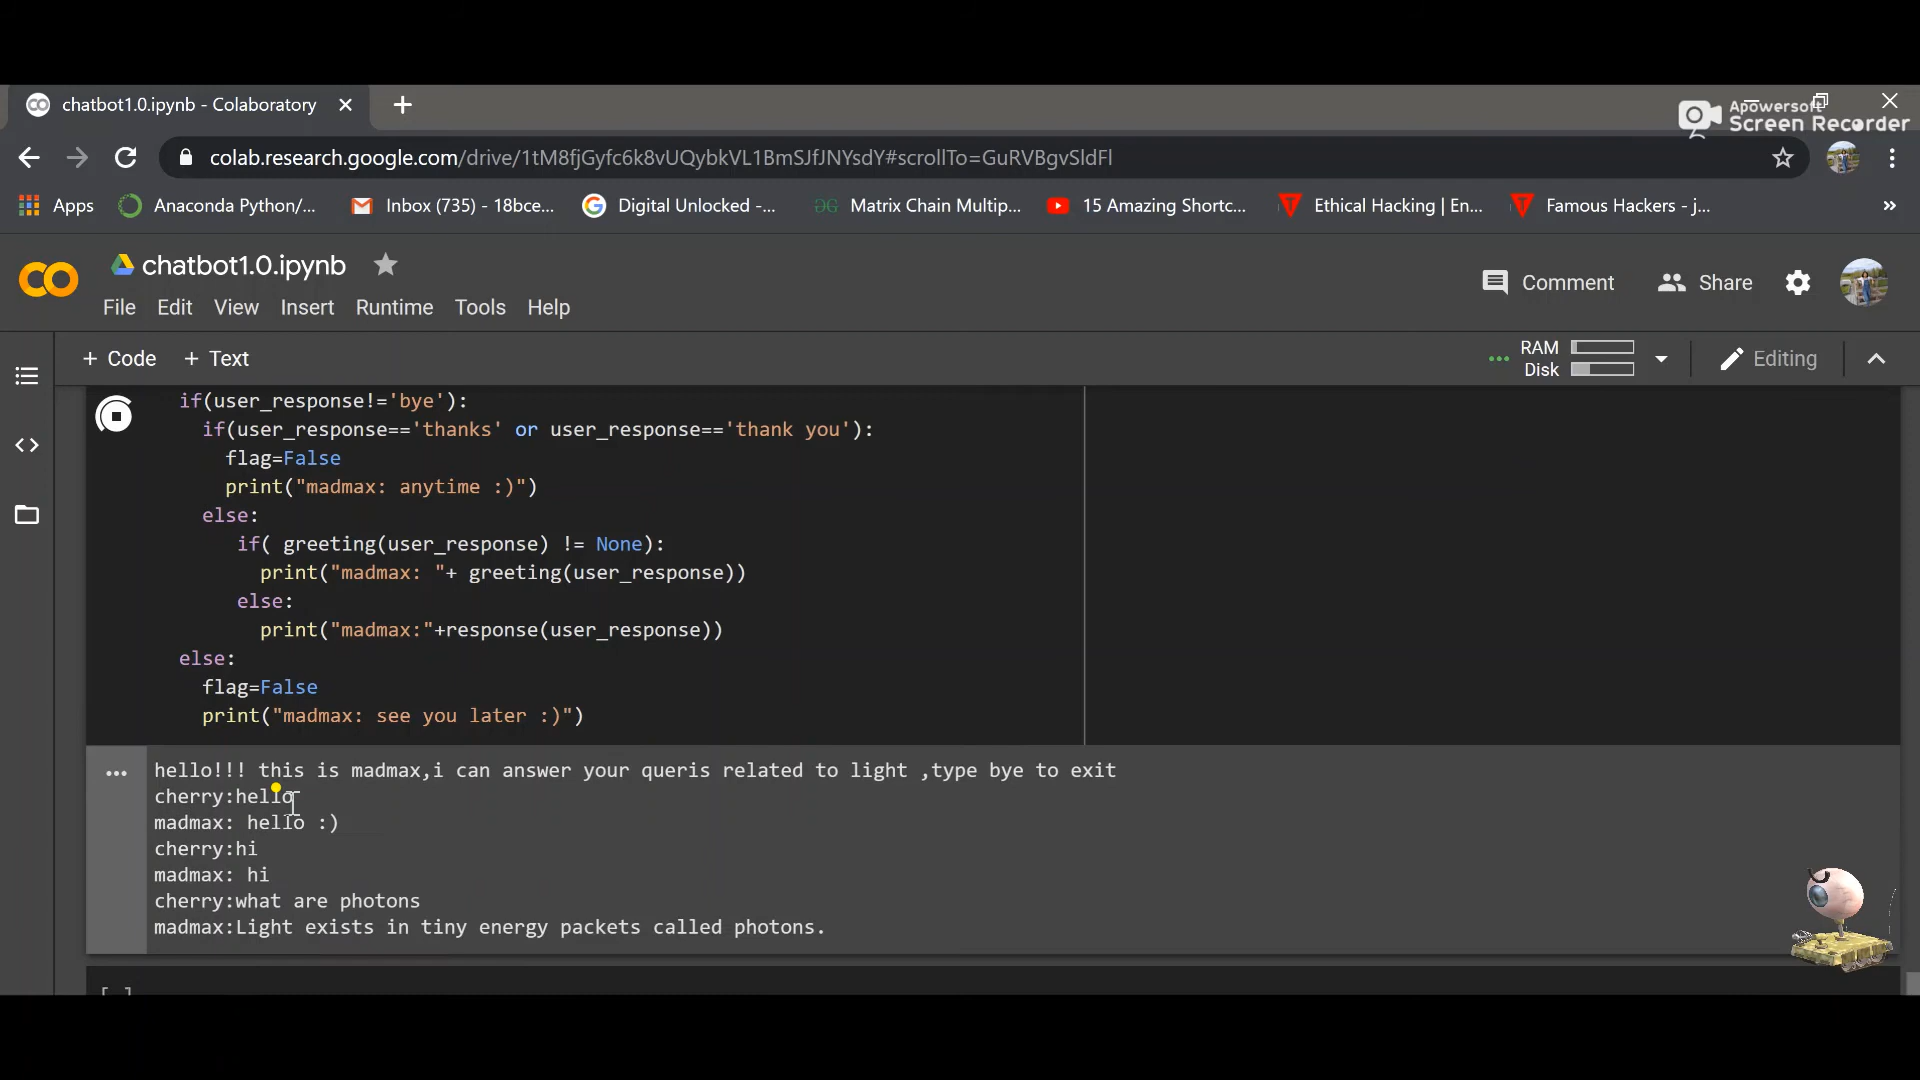 chatbot1.0.ipynb - Colaboratory
Apowersoft
Screen Recorder
colab.research.google.com/drive/1tM8fjGyfc6k8vUQybkVL1BmSJfJNYsdY#scrollTo=GuRVBgvSldFl
Apps Anaconda Python/... Inbox (735) - 18bce... Digital Unlocked -... Matrix Chain Multip... 15 Amazing Shortc... Ethical Hacking | En... Famous Hackers - j... »
chatbot1.0.ipynb
Comment Share
File Edit View Insert Runtime Tools Help
+ Code + Text
RAM
Disk
Editing
if(user_response!='bye'):
if(user_response=='thanks' or user_response=='thank you'):
flag=False
print("madmax: anytime :)")
else:
if( greeting(user_response) != None):
print("madmax: "+ greeting(user_response))
else:
print("madmax:"+response(user_response))
else:
flag=False
print("madmax: see you later :)")
hello!!! this is madmax,i can answer your queris related to light ,type bye to exit
cherry:hello
madmax: hello :)
cherry:hi
madmax: hi
cherry:what are photons
madmax:Light exists in tiny energy packets called photons.
[ ]